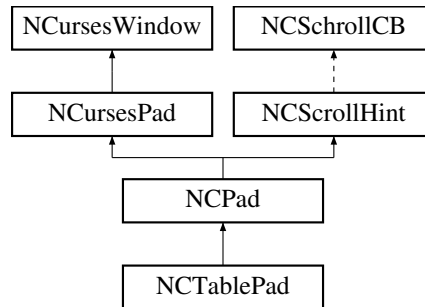 NCursesWindow NCSchrollCB
NCursesPad NCScrollHint
NCPad
NCTablePad